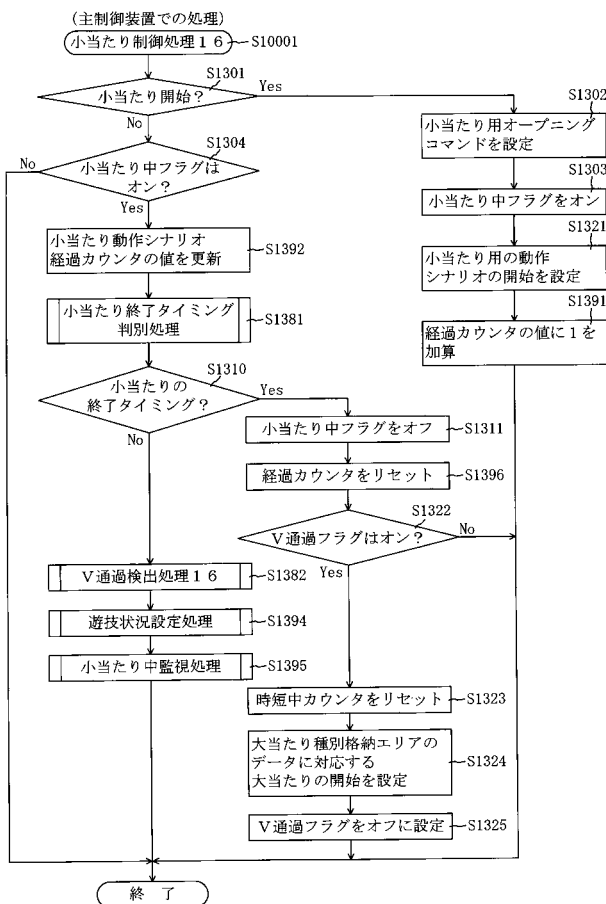 (主制御装置での処理)
小当たり制御処理16
S10001
S1301
小当たり開始?
Yes
No
S1302
小当たり用オープニング
コマンドを設定
S1303
小当たり中フラグをオン
S1321
小当たり用の動作
シナリオの開始を設定
S1391
経過カウンタの値に1を
加算
S1304
No
小当たり中フラグは
オン?
Yes
小当たり動作シナリオ
経過カウンタの値を更新
S1392
小当たり終了タイミング
判別処理
S1381
S1310
小当たりの
終了タイミング?
Yes
No
小当たり中フラグをオフ
S1311
経過カウンタをリセット
S1396
S1322
V通過フラグはオン?
No
Yes
V通過検出処理16
S1382
遊技状況設定処理
S1394
小当たり中監視処理
S1395
時短中カウンタをリセット
S1323
大当たり種別格納エリアの
データに対応する
大当たりの開始を設定
S1324
V通過フラグをオフに設定
S1325
終 了